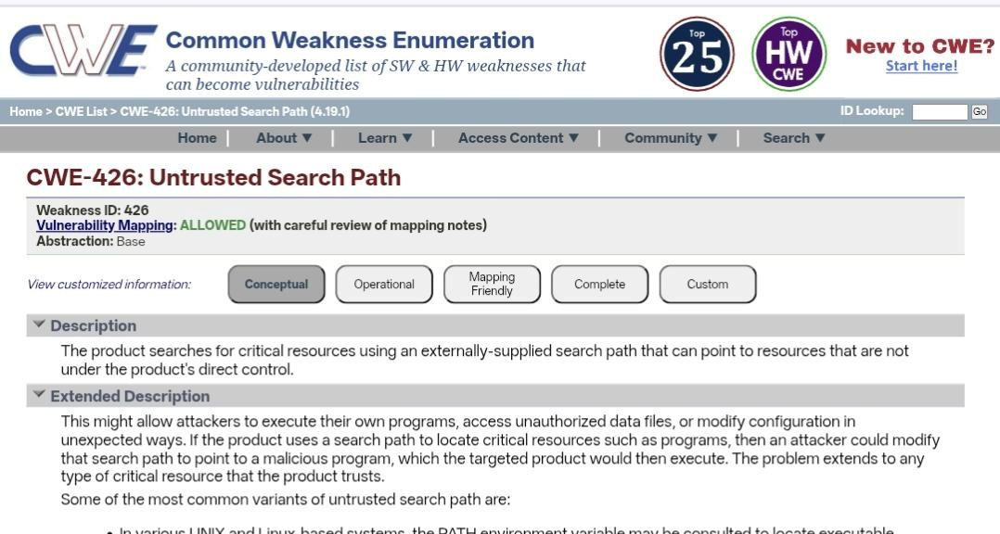 CWE Common Weakness Enumeration
A community-developed list of SW & HW weaknesses that
can become vulnerabilities
Top
25
Top
HW
CWE
New to CWE?
Start here!
Home > CWE List > CWE-426: Untrusted Search Path (4.19.1)
ID Lookup: Go
Home About ▼ Learn ▼ Access Content ▼ Community ▼ Search ▼
CWE-426: Untrusted Search Path
Weakness ID: 426
Vulnerability Mapping: ALLOWED (with careful review of mapping notes)
Abstraction: Base
View customized information: Conceptual Operational Mapping Friendly Complete Custom
Description
The product searches for critical resources using an externally-supplied search path that can point to resources that are not
under the product's direct control.
Extended Description
This might allow attackers to execute their own programs, access unauthorized data files, or modify configuration in
unexpected ways. If the product uses a search path to locate critical resources such as programs, then an attacker could modify
that search path to point to a malicious program, which the targeted product would then execute. The problem extends to any
type of critical resource that the product trusts.
Some of the most common variants of untrusted search path are:
• In various UNIX and Linux-based systems, the PATH environment variable may be consulted to locate executable